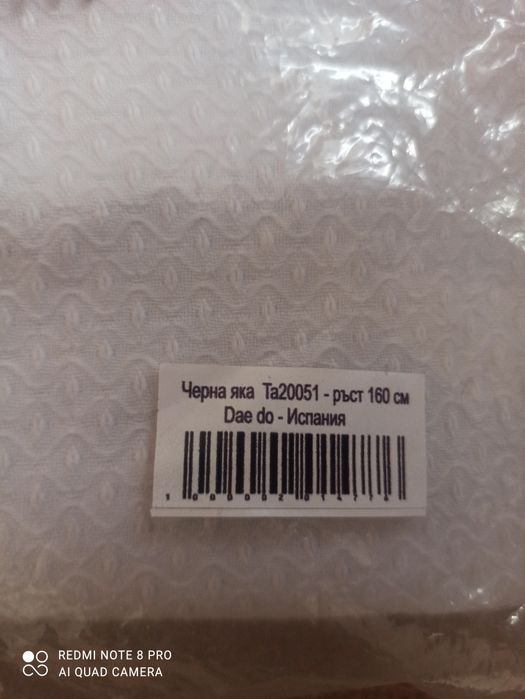 Черна яка Ta20051 - ръст 160 см
Dae do - Испания
REDMI NOTE 8 PRO
AI QUAD CAMERA